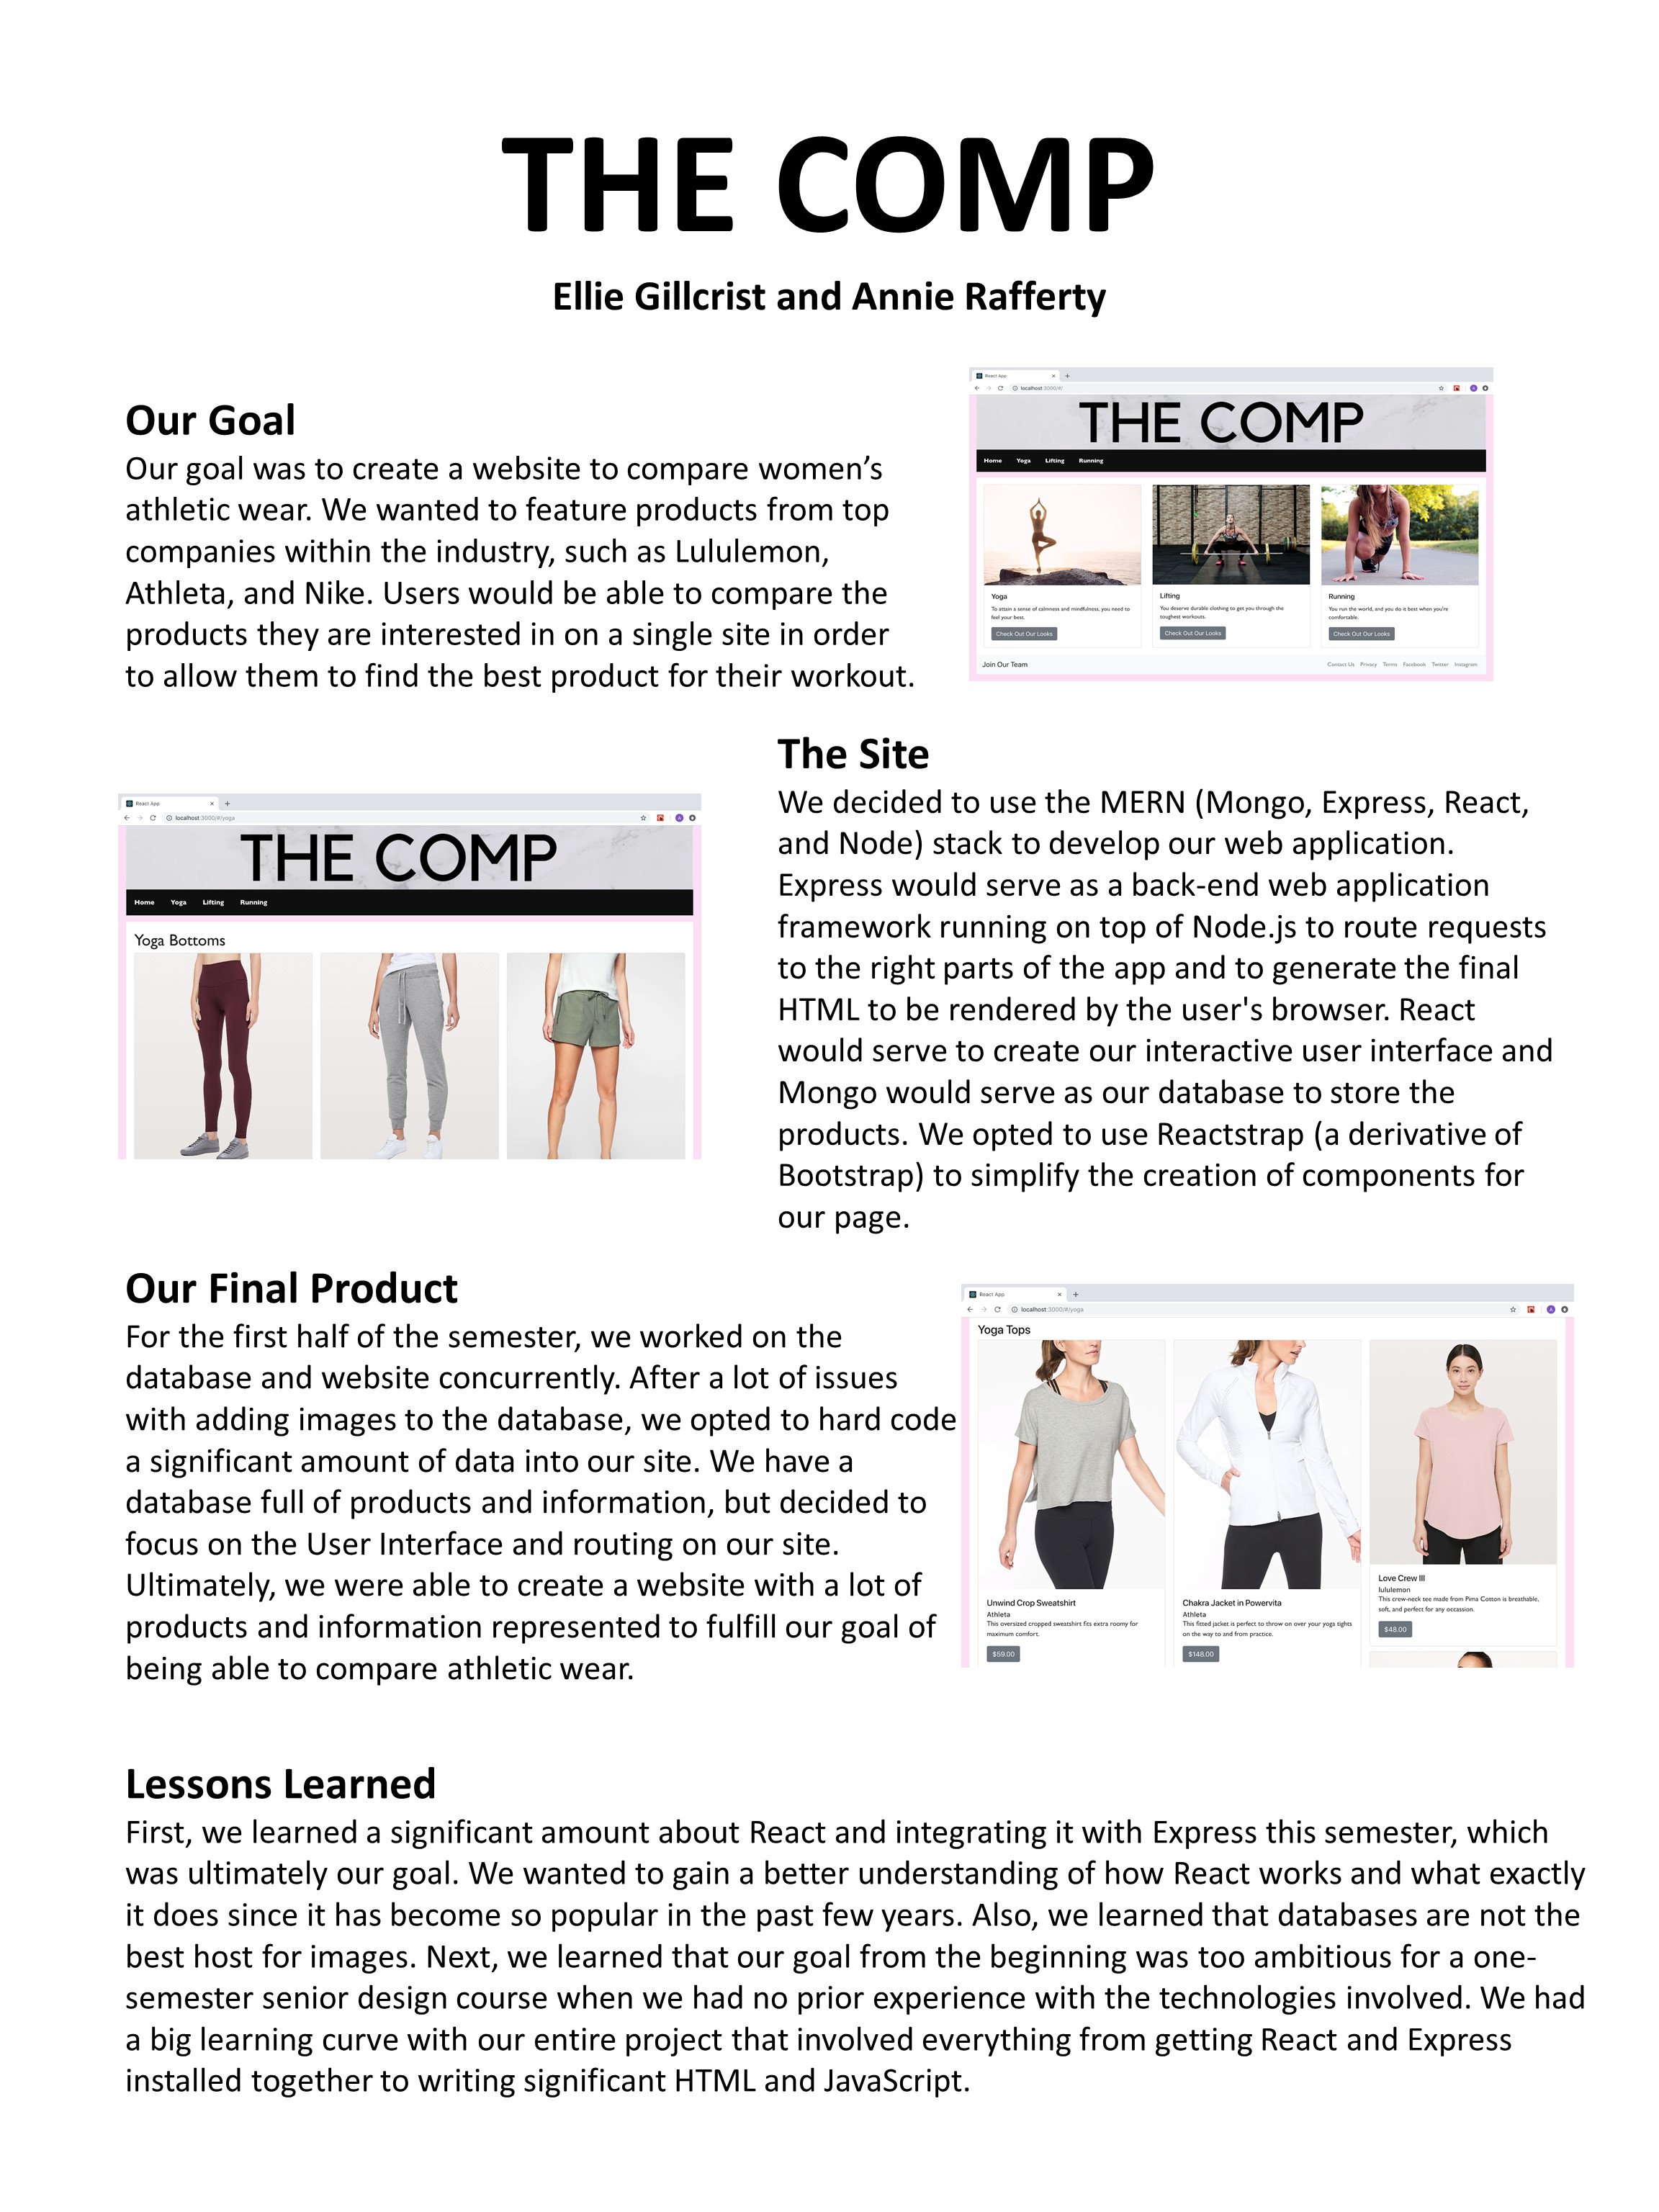 THE COMP
Ellie Gillcrist and Annie Rafferty
Our Goal
Our goal was to create a website to compare women's
athletic wear. We wanted to feature products from top
companies within the industry, such as Lululemon,
Athleta, and Nike. Users would be able to compare the
products they are interested in on a single site in order
to allow them to find the best product for their workout.
React App
localhost:3000/#/
THE COMP
Home Yoga Lifting Running
Yoga
To attain a sense of calmness and mindfulness, you need to
feel your best.
Check Out Our Looks
Lifting
You deserve durable clothing to get you through the
toughest workouts.
Check Out Our Looks
Running
You run the world, and you do it best when you're
comfortable.
Check Out Our Looks
Join Our Team
Contact Us Privacy Terms Facebook Twitter Instagram
React App
localhost:3000/#/yoga
THE COMP
Home Yoga Lifting Running
Yoga Bottoms
The Site
We decided to use the MERN (Mongo, Express, React,
and Node) stack to develop our web application.
Express would serve as a back-end web application
framework running on top of Node.js to route requests
to the right parts of the app and to generate the final
HTML to be rendered by the user's browser. React
would serve to create our interactive user interface and
Mongo would serve as our database to store the
products. We opted to use Reactstrap (a derivative of
Bootstrap) to simplify the creation of components for
our page.
Our Final Product
For the first half of the semester, we worked on the
database and website concurrently. After a lot of issues
with adding images to the database, we opted to hard code
a significant amount of data into our site. We have a
database full of products and information, but decided to
focus on the User Interface and routing on our site.
Ultimately, we were able to create a website with a lot of
products and information represented to fulfill our goal of
being able to compare athletic wear.
React App
localhost:3000/#/yoga
Yoga Tops
Unwind Crop Sweatshirt
Athleta
This oversized cropped sweatshirt fits extra roomy for
maximum comfort.
$59.00
Chakra Jacket in Powervita
Athleta
This fitted jacket is perfect to throw on over your yoga tights
on the way to and from practice.
$148.00
Love Crew III
lululemon
This crew-neck tee made from Pima Cotton is breathable,
soft, and perfect for any occassion.
$48.00
Lessons Learned
First, we learned a significant amount about React and integrating it with Express this semester, which
was ultimately our goal. We wanted to gain a better understanding of how React works and what exactly
it does since it has become so popular in the past few years. Also, we learned that databases are not the
best host for images. Next, we learned that our goal from the beginning was too ambitious for a one-
semester senior design course when we had no prior experience with the technologies involved. We had
a big learning curve with our entire project that involved everything from getting React and Express
installed together to writing significant HTML and JavaScript.